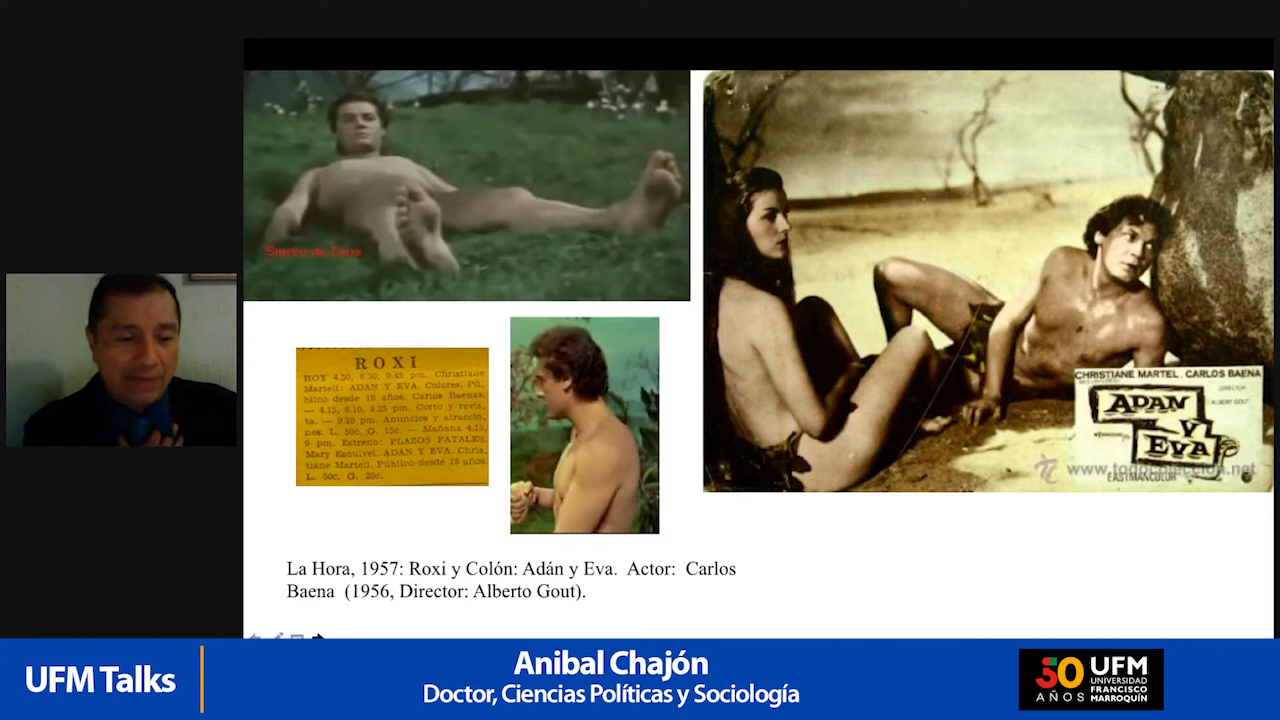 Siervo de Dios
ROXI
HOY 4.30, 6.30, 9.45 pm. Christiane
Martell: ADAN Y EVA. Colores. Pú-
blico desde 18 años. Carlos Baenas.
— 4.15, 6.10, 9.25 pm. Corto y revis-
ta. — 9.10 pm. Anuncios y atraccio-
nes. L. 50c. G. 15c. — Mañana 4.15,
9 pm. Estreno: PLAZOS FATALES.
Mary Esquivel. ADAN Y EVA. Chris-
tiane Martell. Público desde 18 años.
L. 60c. G. 20c.
CHRISTIANE MARTEL . CARLOS BAENA
DIRECTOR
ALBERTO GOUT
ADAN
Y
EVA
www.todocoleccion.net
EASTMANCOLOR
La Hora, 1957: Roxi y Colón: Adán y Eva. Actor: Carlos
Baena (1956, Director: Alberto Gout).
UFM Talks
Anibal Chajón
Doctor, Ciencias Políticas y Sociología
50
AÑOS
UFM
UNIVERSIDAD
FRANCISCO
MARROQUÍN